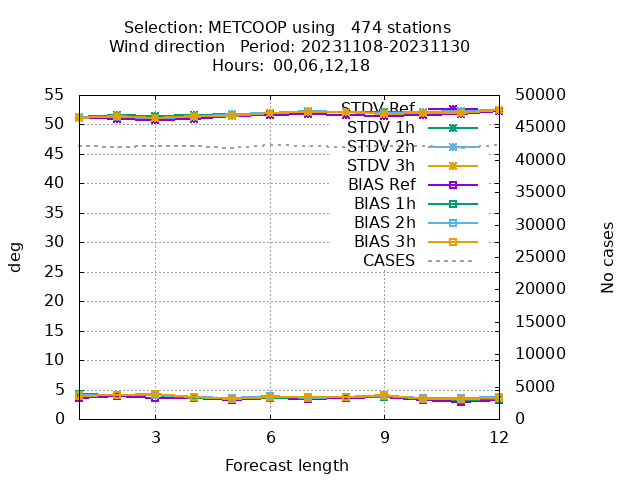 Selection: METCOOP using   474 stations
Wind direction   Period: 20231108-20231130
Hours:  00,06,12,18
55
50
45
40
35
30
25
20
15
10
5
0
deg
50000
45000
40000
35000
30000
25000
20000
15000
10000
5000
0
No cases
STDV Ref
STDV 1h
STDV 2h
STDV 3h
BIAS Ref
BIAS 1h
BIAS 2h
BIAS 3h
CASES
3
6
9
12
Forecast length